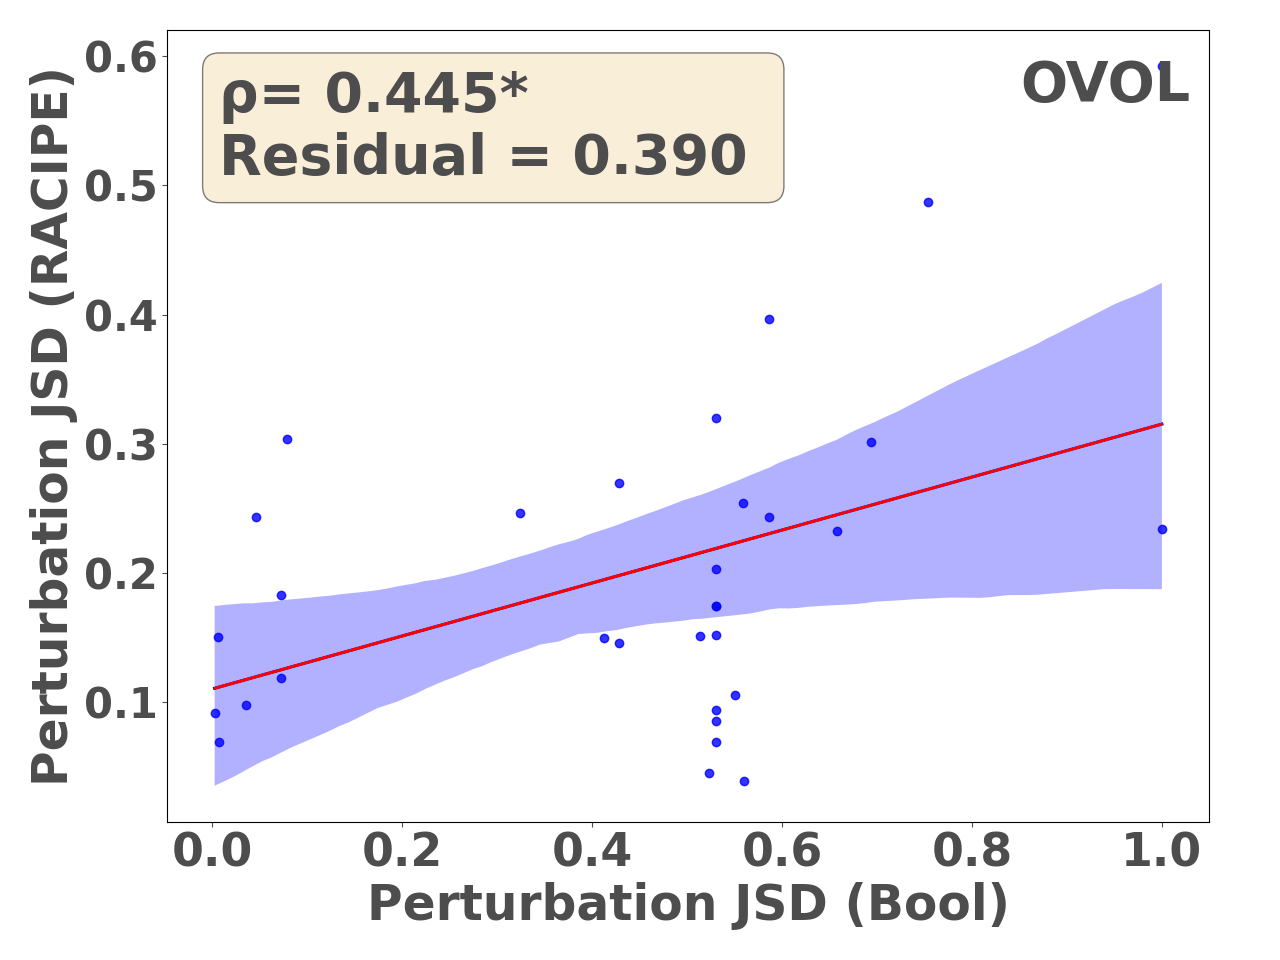 ρ= 0.445*
Residual = 0.390
OVOL
Perturbation JSD (RACIPE)
0.6
0.5
0.4
0.3
0.2
0.1
0.0 0.2 0.4 0.6 0.8 1.0
Perturbation JSD (Bool)